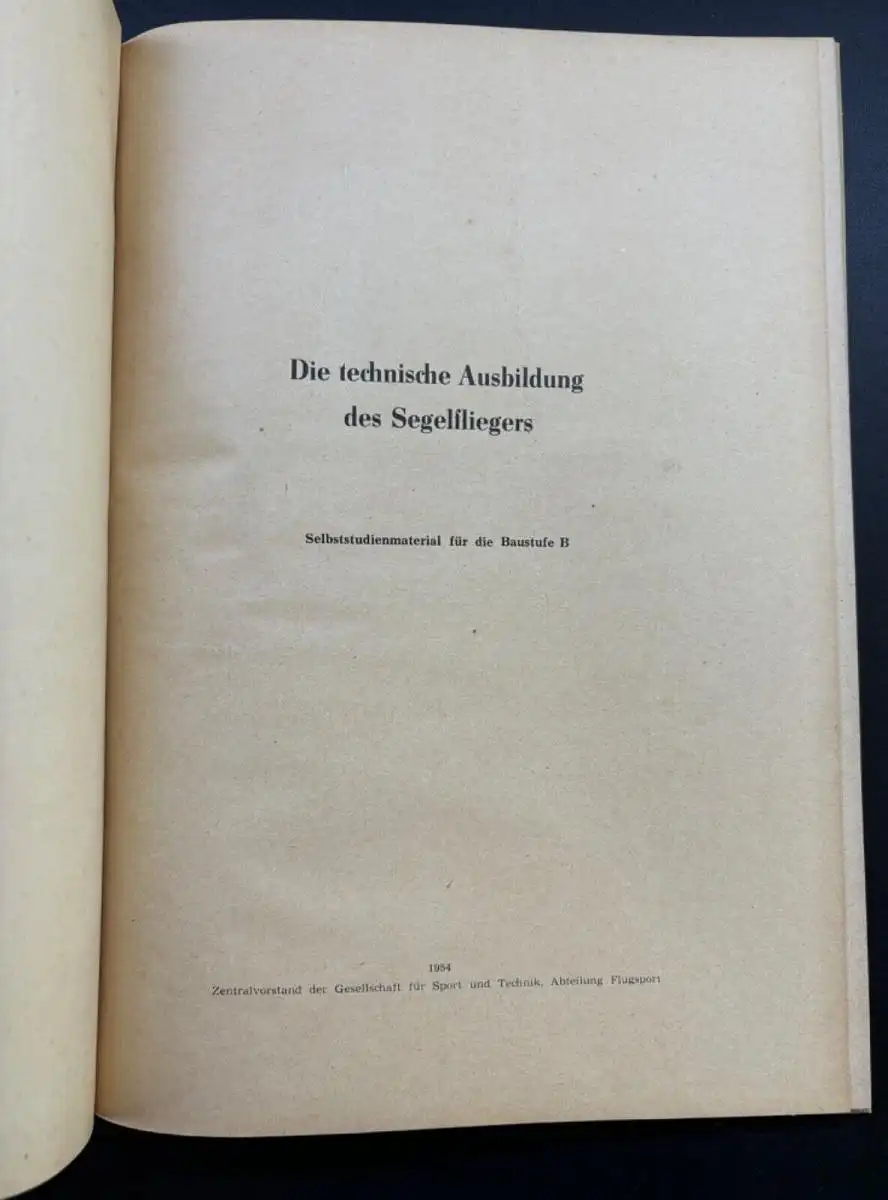 Die technische Ausbildung
des Segelfliegers
Selbststudienmaterial für die Baustufe B
1954
Zentralvorstand der Gesellschaft für Sport und Technik, Abteilung Flugsport